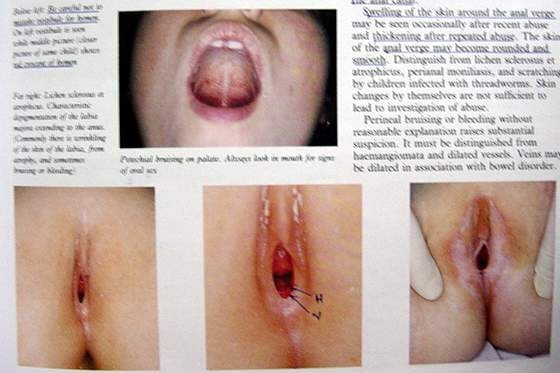 Below left: Be careful not to
mistake vestibule for hymen.
On left vestibule is seen
while middle picture (closer
picture of same child) shows
remnant of hymen
Far right: Lichen sclerosus et
atrophicus. Characteristic
depigmentation of the labia
majora extending to the anus.
(Commonly there is wrinkling
of the skin of the labia, from
atrophy, and sometimes
bruising or bleeding)
Petechial bruising on palate. Always look in mouth for signs
of oral sex
the anal canal.
Swelling of the skin around the anal verge
may be seen occasionally after recent abuse
and thickening after repeated abuse. The skin
of the anal verge may become rounded and
smooth. Distinguish from lichen sclerosus et
atrophicus, perianal moniliasis, and scratching
by children infected with threadworms. Skin
changes by themselves are not sufficient to
lead to investigation of abuse.
Perineal bruising or bleeding without
reasonable explanation raises substantial
suspicion. It must be distinguished from
haemangiomata and dilated vessels. Veins may
be dilated in association with bowel disorder.
H
V